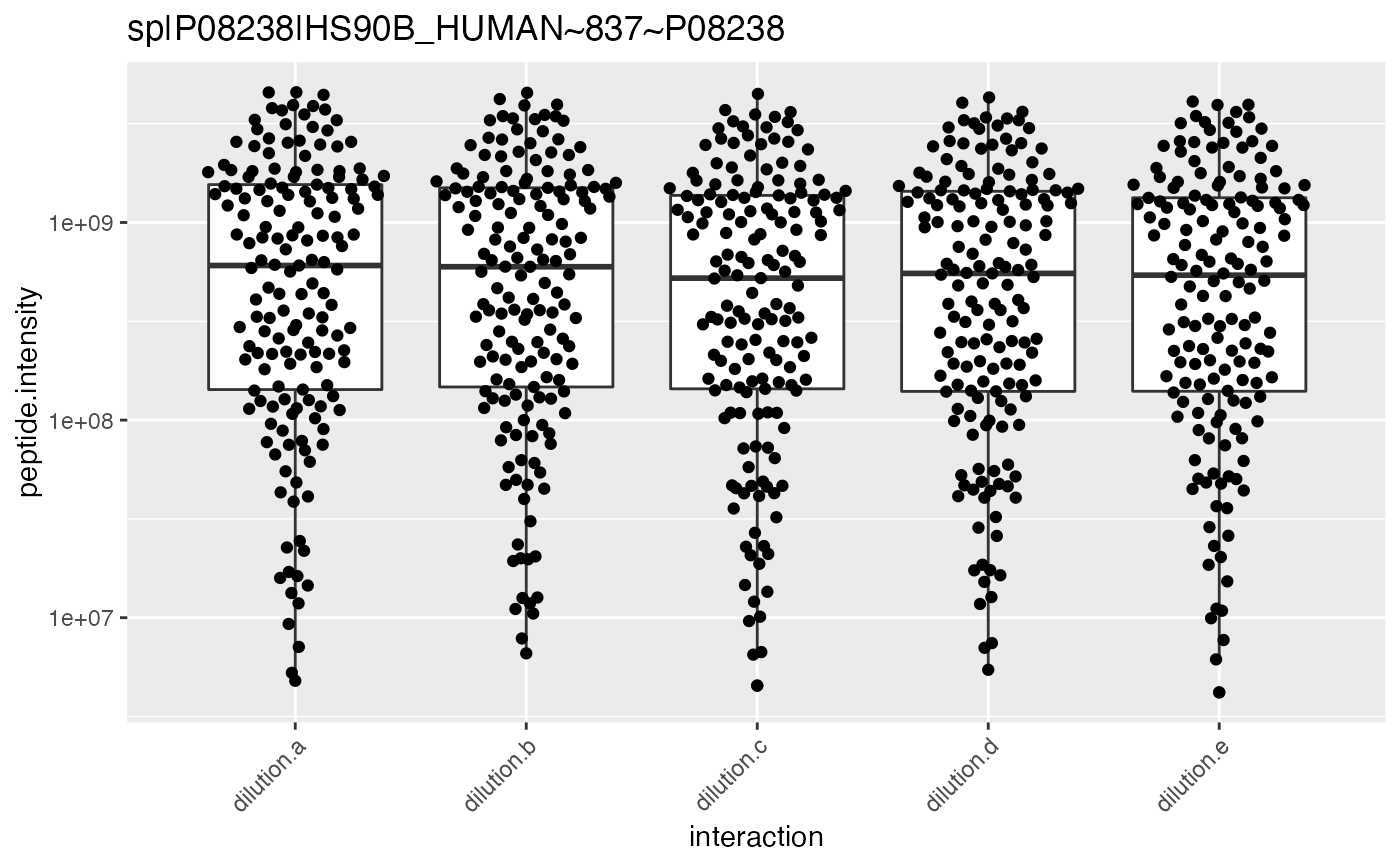 sp|P08238|HS90B_HUMAN~837~P08238
peptide.intensity
1e+09
1e+08
1e+07
dilution.a
dilution.b
dilution.c
dilution.d
dilution.e
interaction